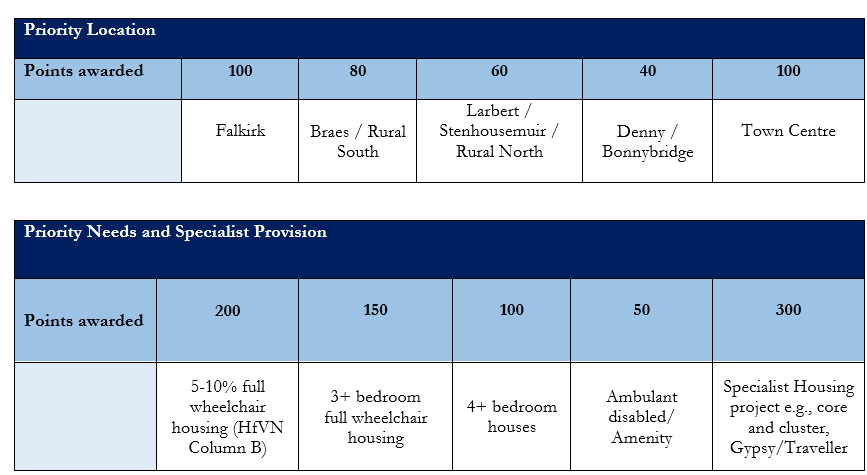 Priority Location
Points awarded 100 80 60 40 100
Falkirk
Braes / Rural
South
Larbert /
Stenhousemuir /
Rural North
Denny /
Bonnybridge
Town Centre
Priority Needs and Specialist Provision
Points awarded 200 150 100 50 300
5-10% full
wheelchair
housing (HfVN
Column B)
3+ bedroom
full wheelchair
housing
4+ bedroom
houses
Ambulant
disabled/
Amenity
Specialist Housing
project e.g., core
and cluster,
Gypsy/Traveller